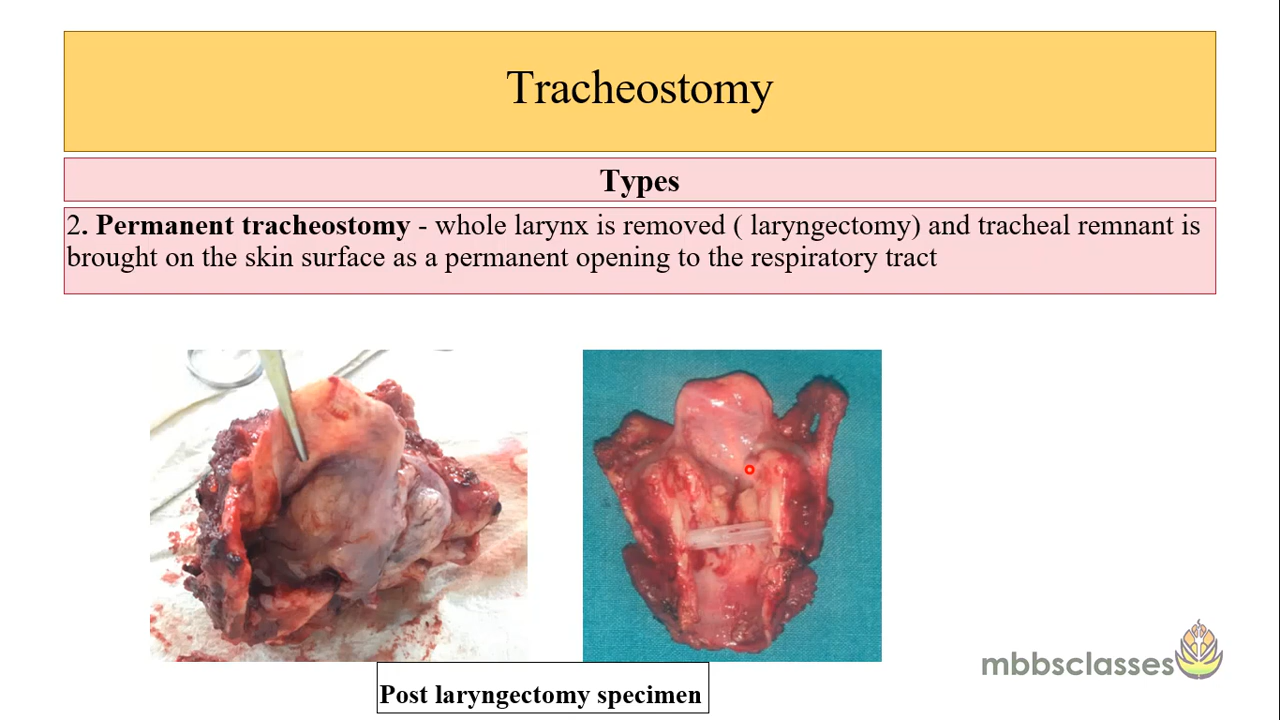 Tracheostomy
Types
2. Permanent tracheostomy - whole larynx is removed ( laryngectomy) and tracheal remnant is
brought on the skin surface as a permanent opening to the respiratory tract
Post laryngectomy specimen
mbbsclasses